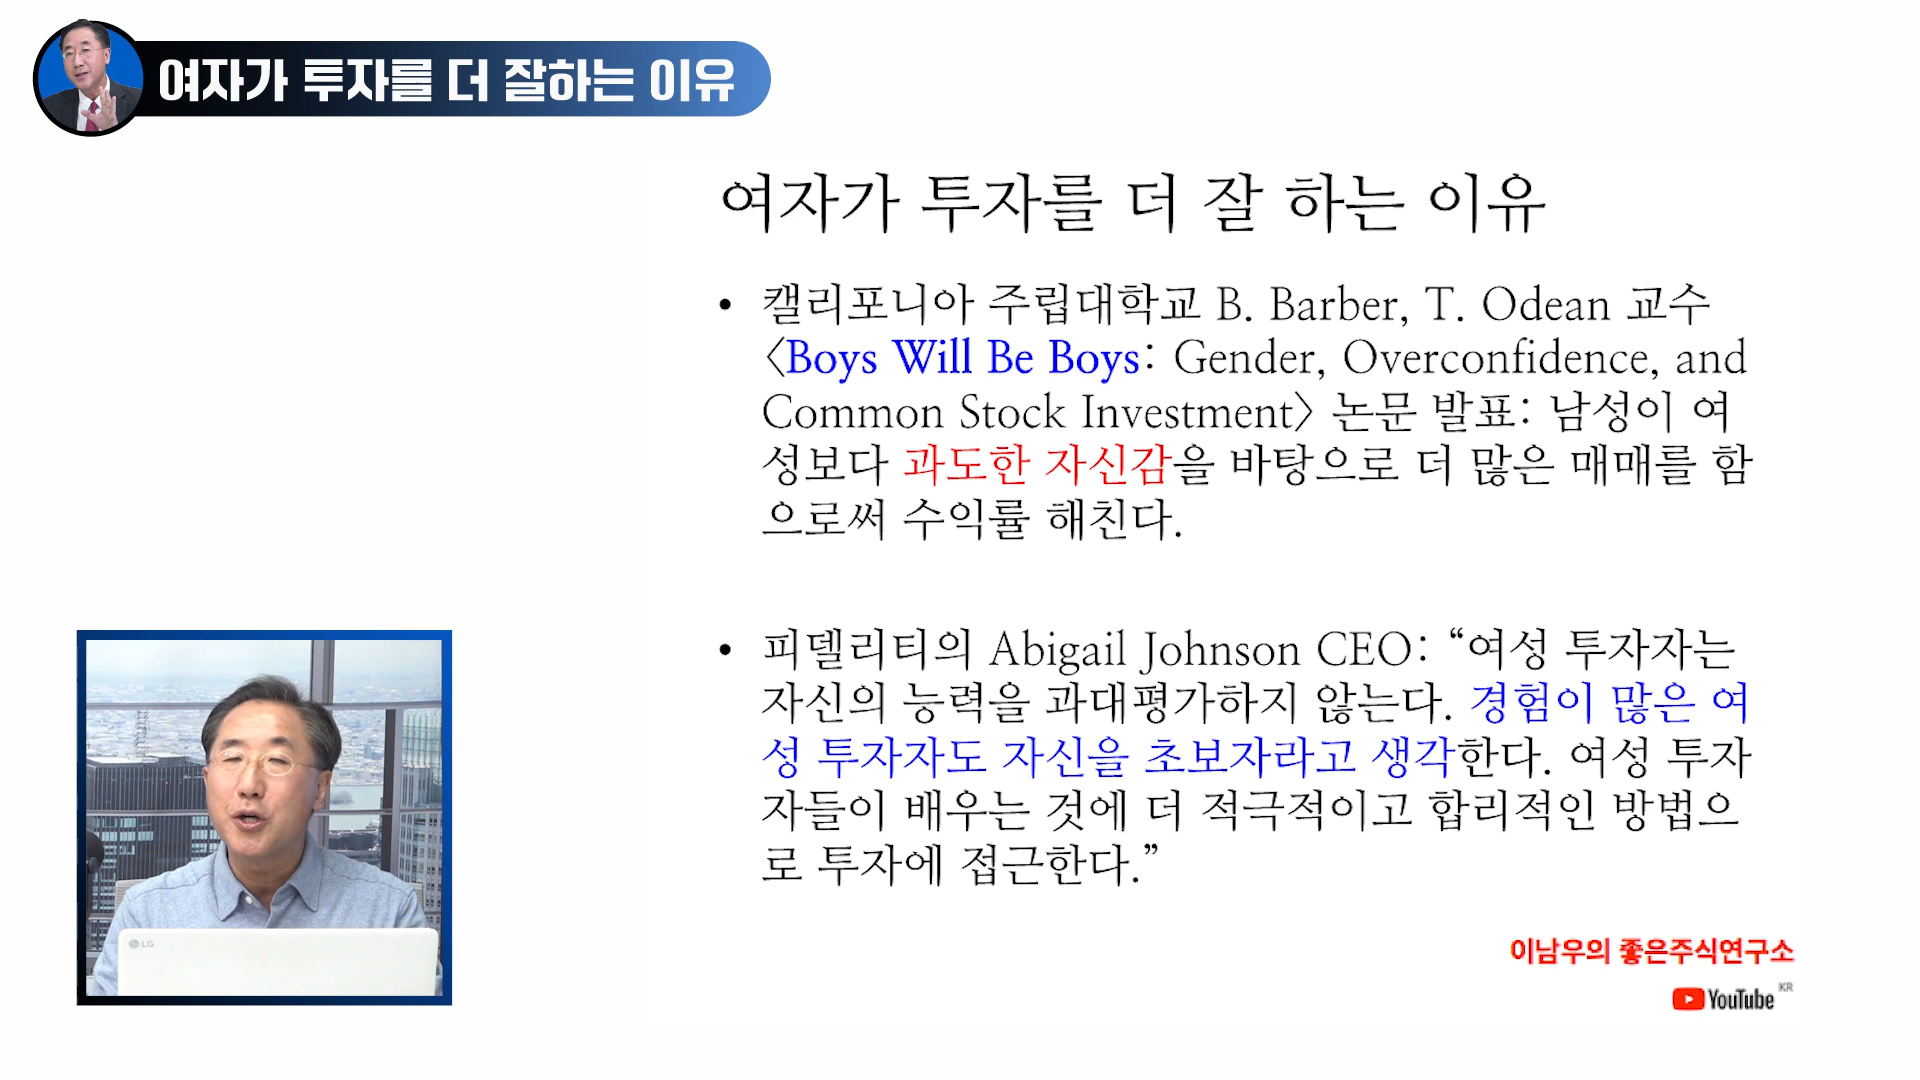 여자가 투자를 더 잘하는 이유
여자가 투자를 더 잘 하는 이유
• 캘리포니아 주립대학교 B. Barber, T. Odean 교수
<Boys Will Be Boys: Gender, Overconfidence, and
Common Stock Investment> 논문 발표: 남성이 여
성보다 과도한 자신감을 바탕으로 더 많은 매매를 함
으로써 수익률 해친다.
• 피델리티의 Abigail Johnson CEO: “여성 투자자는
자신의 능력을 과대평가하지 않는다. 경험이 많은 여
성 투자자도 자신을 초보자라고 생각한다. 여성 투자
자들이 배우는 것에 더 적극적이고 합리적인 방법으
로 투자에 접근한다.”
LG
이남우의 좋은주식연구소
YouTube KR